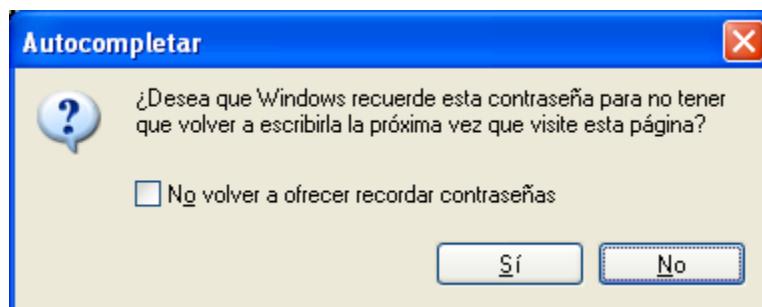 Autocompletar
¿Desea que Windows recuerde esta contraseña para no tener
que volver a escribirla la próxima vez que visite esta página?
No volver a ofrecer recordar contraseñas
Sí No